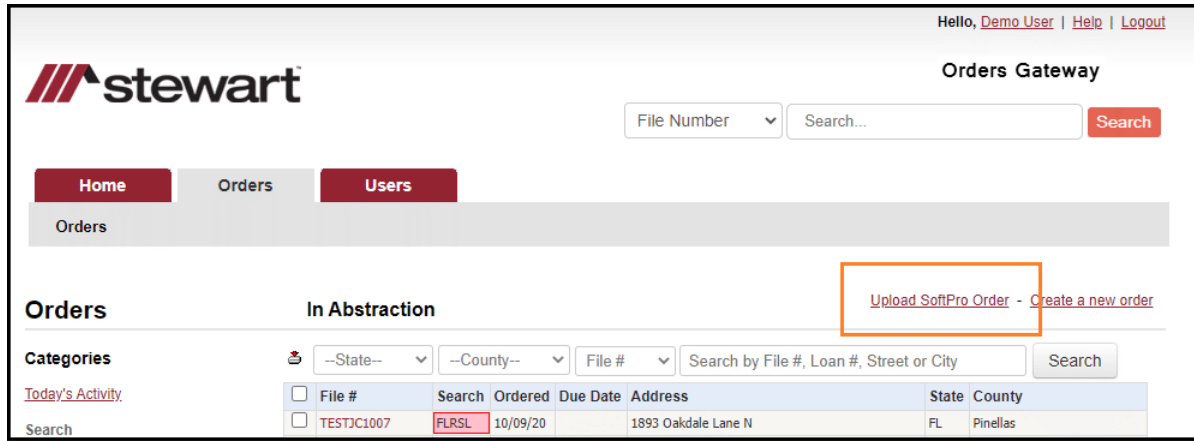 Hello, Demo User | Help | Logout
stewart
Orders Gateway
File Number Search... Search
Home Orders Users
Orders
Upload SoftPro Order - Create a new order
Orders In Abstraction
Categories --State-- --County-- File # Search by File #, Loan #, Street or City Search
Today's Activity File # Search Ordered Due Date Address State County
Search TESTJC1007 FLRSL 10/09/20 1893 Oakdale Lane N FL Pinellas